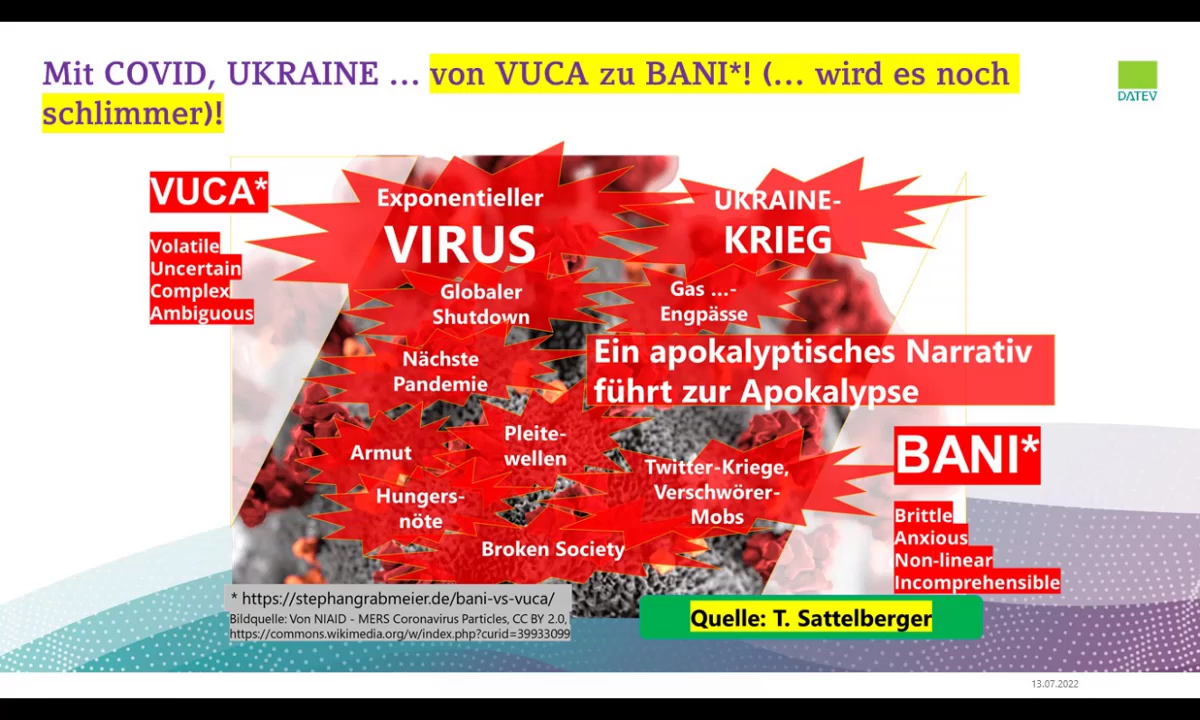 Mit COVID, UKRAINE … von VUCA zu BANI*! (… wird es noch
schlimmer)!
DATEV
VUCA*
Volatile
Uncertain
Complex
Ambiguous
Exponentieller
VIRUS
UKRAINE-
KRIEG
Globaler
Shutdown
Gas …-
Engpässe
Nächste
Pandemie
Ein apokalyptisches Narrativ
führt zur Apokalypse
Armut
Pleite-
wellen
Hungers-
nöte
Twitter-Kriege,
Verschwörer-
Mobs
Broken Society
BANI*
Brittle
Anxious
Non-linear
Incomprehensible
* https://stephangrabmeier.de/bani-vs-vuca/
Bildquelle: Von NIAID - MERS Coronavirus Particles, CC BY 2.0,
https://commons.wikimedia.org/w/index.php?curid=39933099
Quelle: T. Sattelberger
13.07.2022